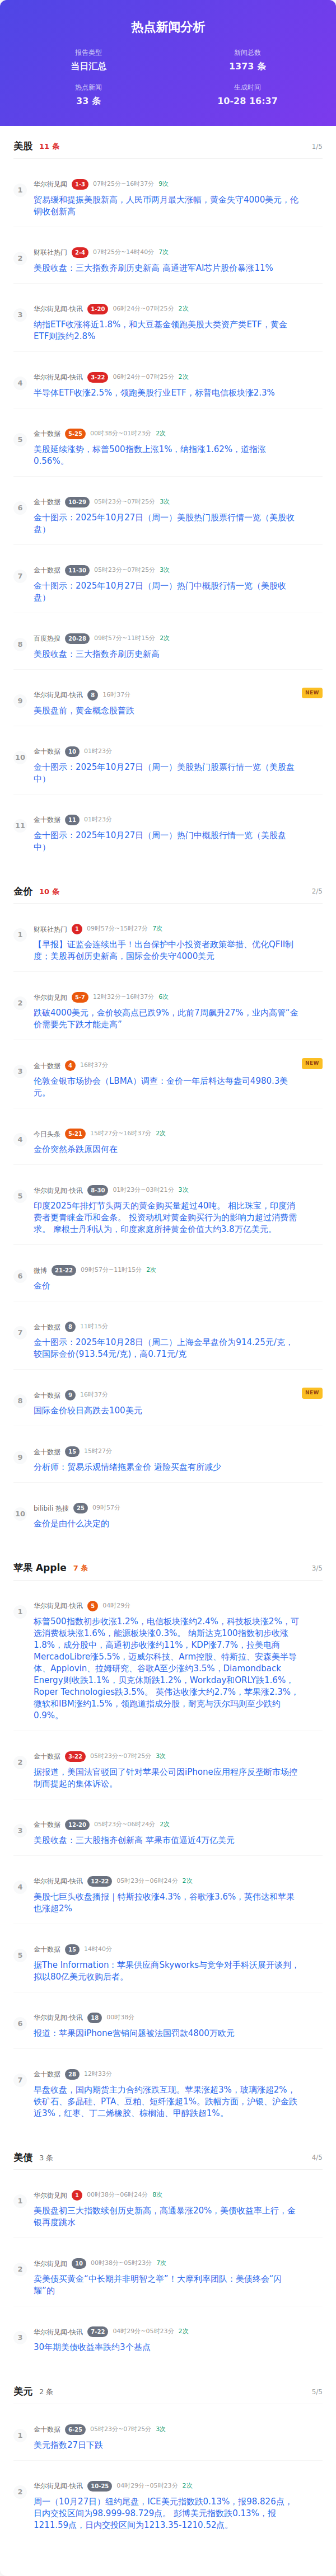 热点新闻分析
报告类型
新闻总数
当日汇总
1373 条
热点新闻
生成时间
33 条
10-28 16:37
美股 11 条 1/5
1 华尔街见闻 1-3 07时25分~16时37分 9次
贸易缓和提振美股新高，人民币两月最大涨幅，黄金失守4000美元，伦
铜收创新高
2 财联社热门 2-4 07时25分~14时40分 7次
美股收盘：三大指数齐刷历史新高 高通进军AI芯片股价暴涨11%
3 华尔街见闻-快讯 1-20 06时24分~07时25分 2次
纳指ETF收涨将近1.8%，和大豆基金领跑美股大类资产类ETF，黄金
ETF则跌约2.8%
4 华尔街见闻-快讯 3-22 06时24分~07时25分 2次
半导体ETF收涨2.5%，领跑美股行业ETF，标普电信板块涨2.3%
5 金十数据 5-25 00时38分~01时23分 2次
美股延续涨势，标普500指数上涨1%，纳指涨1.62%，道指涨
0.56%。
6 金十数据 10-29 05时23分~07时25分 3次
金十图示：2025年10月27日（周一）美股热门股票行情一览（美股收
盘）
7 金十数据 11-30 05时23分~07时25分 3次
金十图示：2025年10月27日（周一）热门中概股行情一览（美股收
盘）
8 百度热搜 20-28 09时57分~11时15分 2次
美股收盘：三大指数齐刷历史新高
9 华尔街见闻-快讯 8 16时37分 NEW
美股盘前，黄金概念股普跌
10 金十数据 10 01时23分
金十图示：2025年10月27日（周一）美股热门股票行情一览（美股盘
中）
11 金十数据 11 01时23分
金十图示：2025年10月27日（周一）热门中概股行情一览（美股盘
中）
金价 10 条 2/5
1 财联社热门 1 09时57分~15时27分 7次
【早报】证监会连续出手！出台保护中小投资者政策举措、优化QFII制
度；美股再创历史新高，国际金价失守4000美元
2 华尔街见闻 5-7 12时32分~16时37分 6次
跌破4000美元，金价较高点已跌9%，此前7周飙升27%，业内高管“金
价需要先下跌才能走高”
3 金十数据 4 16时37分 NEW
伦敦金银市场协会（LBMA）调查：金价一年后料达每盎司4980.3美
元。
4 今日头条 5-21 15时27分~16时37分 2次
金价突然杀跌原因何在
5 华尔街见闻-快讯 8-30 01时23分~03时21分 3次
印度2025年排灯节头两天的黄金购买量超过40吨。 相比珠宝，印度消
费者更青睐金币和金条。 投资动机对黄金购买行为的影响力超过消费需
求。 摩根士丹利认为，印度家庭所持黄金价值大约3.8万亿美元。
6 微博 21-22 09时57分~11时15分 2次
金价
7 金十数据 8 11时15分
金十图示：2025年10月28日（周二）上海金早盘价为914.25元/克，
较国际金价(913.54元/克)，高0.71元/克
8 金十数据 9 16时37分 NEW
国际金价较日高跌去100美元
9 金十数据 15 15时27分
分析师：贸易乐观情绪拖累金价 避险买盘有所减少
10 bilibili 热搜 25 09时57分
金价是由什么决定的
苹果 Apple 7 条 3/5
1 华尔街见闻-快讯 5 04时29分
标普500指数初步收涨1.2%，电信板块涨约2.4%，科技板块涨2%，可
选消费板块涨1.6%，能源板块涨0.3%。 纳斯达克100指数初步收涨
1.8%，成分股中，高通初步收涨约11%，KDP涨7.7%，拉美电商
MercadoLibre涨5.5%，迈威尔科技、Arm控股、特斯拉、安森美半导
体、Applovin、拉姆研究、谷歌A至少涨约3.5%，Diamondback
Energy则收跌1.1%，贝克休斯跌1.2%，Workday和ORLY跌1.6%，
Roper Technologies跌3.5%。 英伟达收涨大约2.7%，苹果涨2.3%，
微软和IBM涨约1.5%，领跑道指成分股，耐克与沃尔玛则至少跌约
0.9%。
2 金十数据 3-22 05时23分~07时25分 3次
据报道，美国法官驳回了针对苹果公司因iPhone应用程序反垄断市场控
制而提起的集体诉讼。
3 金十数据 12-20 05时23分~06时24分 2次
美股收盘：三大股指齐创新高 苹果市值逼近4万亿美元
4 华尔街见闻-快讯 12-22 05时23分~06时24分 2次
美股七巨头收盘播报｜特斯拉收涨4.3%，谷歌涨3.6%，英伟达和苹果
也涨超2%
5 金十数据 15 14时40分
据The Information：苹果供应商Skyworks与竞争对手科沃展开谈判，
拟以80亿美元收购后者。
6 华尔街见闻-快讯 18 00时38分
报道：苹果因iPhone营销问题被法国罚款4800万欧元
7 金十数据 28 12时33分
早盘收盘，国内期货主力合约涨跌互现。苹果涨超3%，玻璃涨超2%，
铁矿石、多晶硅、PTA、豆粕、短纤涨超1%。跌幅方面，沪银、沪金跌
近3%，红枣、丁二烯橡胶、棕榈油、甲醇跌超1%。
美债 3 条 4/5
1 华尔街见闻 1 00时38分~06时24分 8次
美股盘初三大指数续创历史新高，高通暴涨20%，美债收益率上行，金
银再度跳水
2 华尔街见闻 10 00时38分~05时23分 7次
卖美债买黄金“中长期并非明智之举”！大摩利率团队：美债终会“闪
耀”的
3 华尔街见闻-快讯 7-22 04时29分~05时23分 2次
30年期美债收益率跌约3个基点
美元 2 条 5/5
1 金十数据 6-25 05时23分~07时25分 3次
美元指数27日下跌
2 华尔街见闻-快讯 10-25 04时29分~05时23分 2次
周一（10月27日）纽约尾盘，ICE美元指数跌0.13%，报98.826点，
日内交投区间为98.999-98.729点。 彭博美元指数跌0.13%，报
1211.59点，日内交投区间为1213.35-1210.52点。